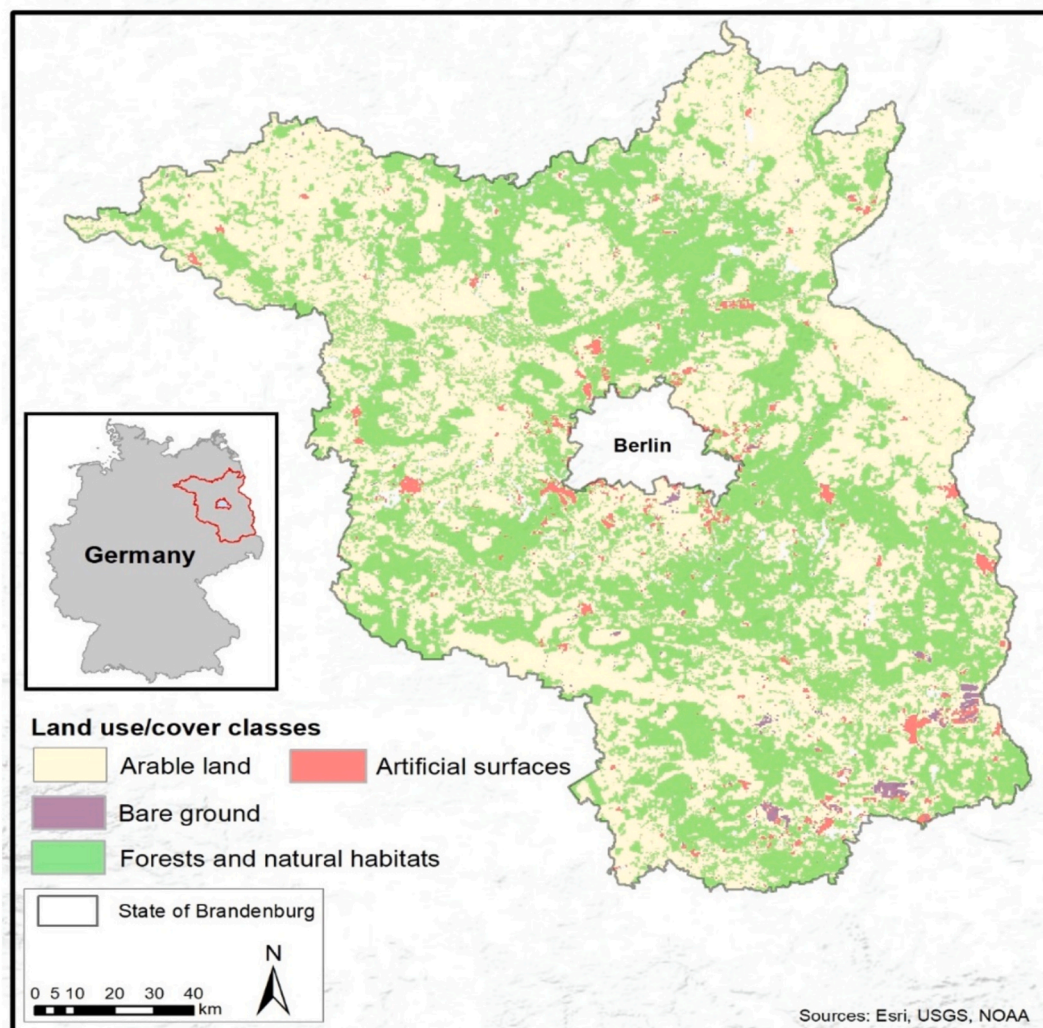 Berlin
Germany
Land use/cover classes
Arable land
Artificial surfaces
Bare ground
Forests and natural habitats
State of Brandenburg
N
0 5 10 20 30 40
km
Sources: Esri, USGS, NOAA